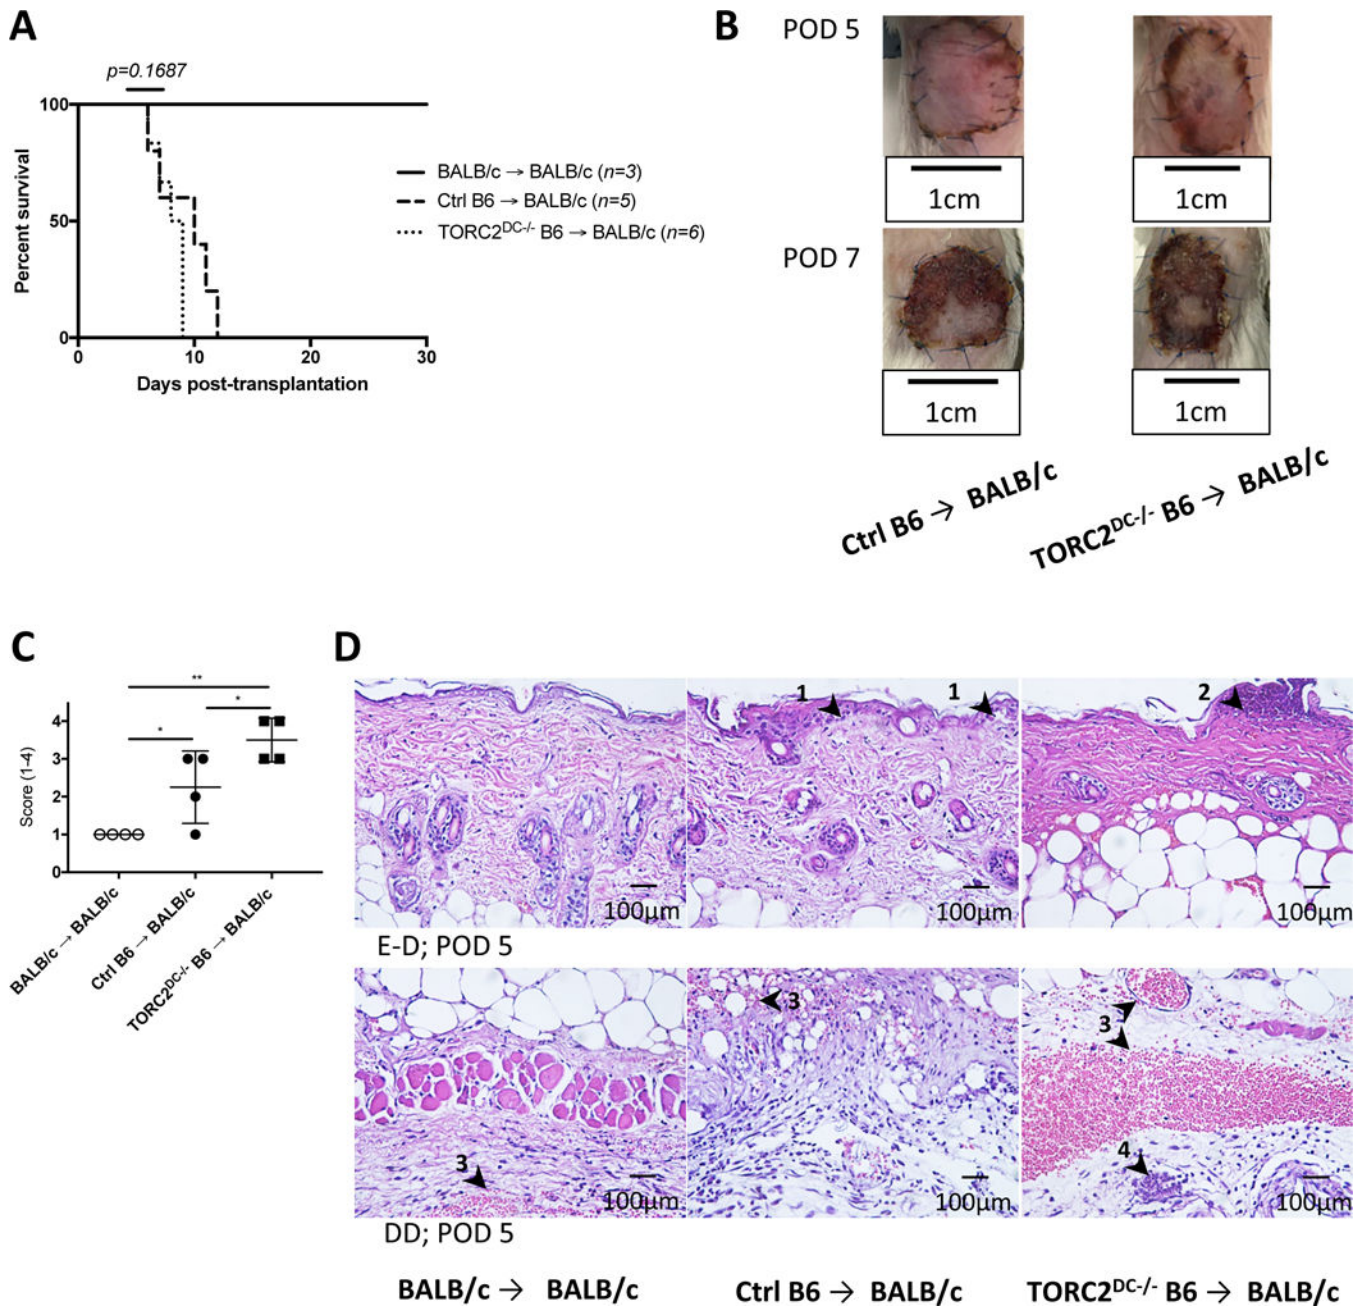 A
p=0.1687
100
50
0
Percent survival
0 10 20 30
Days post-transplantation
BALB/c → BALB/c (n=3)
Ctrl B6 → BALB/c (n=5)
TORC2DC-/- B6 → BALB/c (n=6)
B
POD 5
1cm 1cm
POD 7
1cm 1cm
Ctrl B6 → BALB/c
TORC2DC-/- B6 → BALB/c
C
**
* *
4
3
2
1
0
Score (1-4)
BALB/c → BALB/c
Ctrl B6 → BALB/c
TORC2DC-/- B6 → BALB/c
D
1 1 2
100µm 100µm 100µm
E-D; POD 5
3 3 3
4
100µm 100µm 100µm
DD; POD 5
BALB/c → BALB/c
Ctrl B6 → BALB/c
TORC2DC-/- B6 → BALB/c